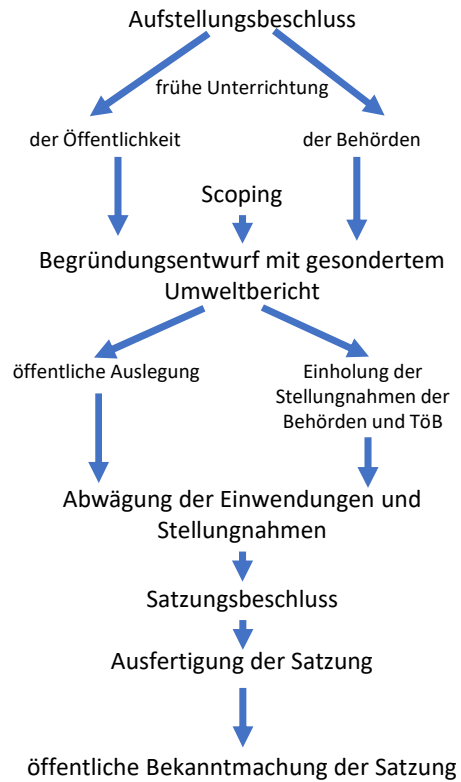 Aufstellungsbeschluss
frühe Unterrichtung
der Öffentlichkeit
der Behörden
Scoping
Begründungsentwurf mit gesondertem
Umweltbericht
öffentliche Auslegung
Einholung der
Stellungnahmen der
Behörden und TöB
Abwägung der Einwendungen und
Stellungnahmen
Satzungsbeschluss
Ausfertigung der Satzung
öffentliche Bekanntmachung der Satzung